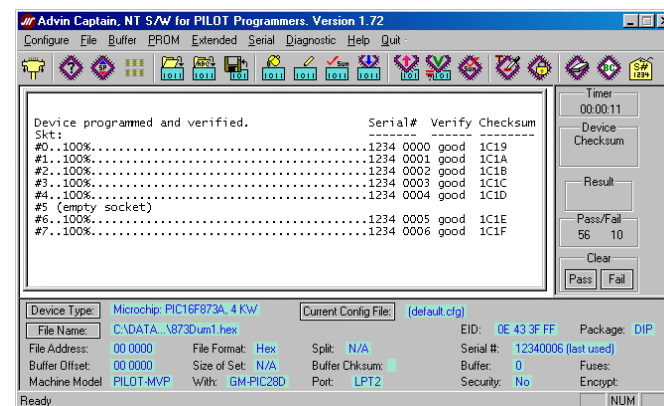 Advin Captain, NT S/W for PILOT Programmers. Version 1.72
Configure File Buffer PROM Extended Serial Diagnostic Help Quit
Timer
00:00:11
Device programmed and verified. Serial# Verify Checksum
Skt: ------- ------ --------
#0..100%......................................1234 0000 good 1C19
#1..100%......................................1234 0001 good 1C1A
#2..100%......................................1234 0002 good 1C1B
#3..100%......................................1234 0003 good 1C1C
#4..100%......................................1234 0004 good 1C1D
#5 (empty socket)
#6..100%......................................1234 0005 good 1C1E
#7..100%......................................1234 0006 good 1C1F
Device
Checksum
Result
Pass/Fail
56 10
Clear
Pass Fail
Device Type: Microchip: PIC16F873A, 4 KW Current Config File: (default.cfg)
File Name: C:\DATA...\873Dum1.hex EID: 0E 43 3F FF Package: DIP
File Address: 00 0000 File Format: Hex Split: N/A Serial #: 12340006 (last used)
Buffer Offset: 00 0000 Size of Set: N/A Buffer Chksum: Buffer: 0 Fuses:
Machine Model PILOT-MVP With: GM-PIC28D Port: LPT2 Security: No Encrypt:
Ready NUM